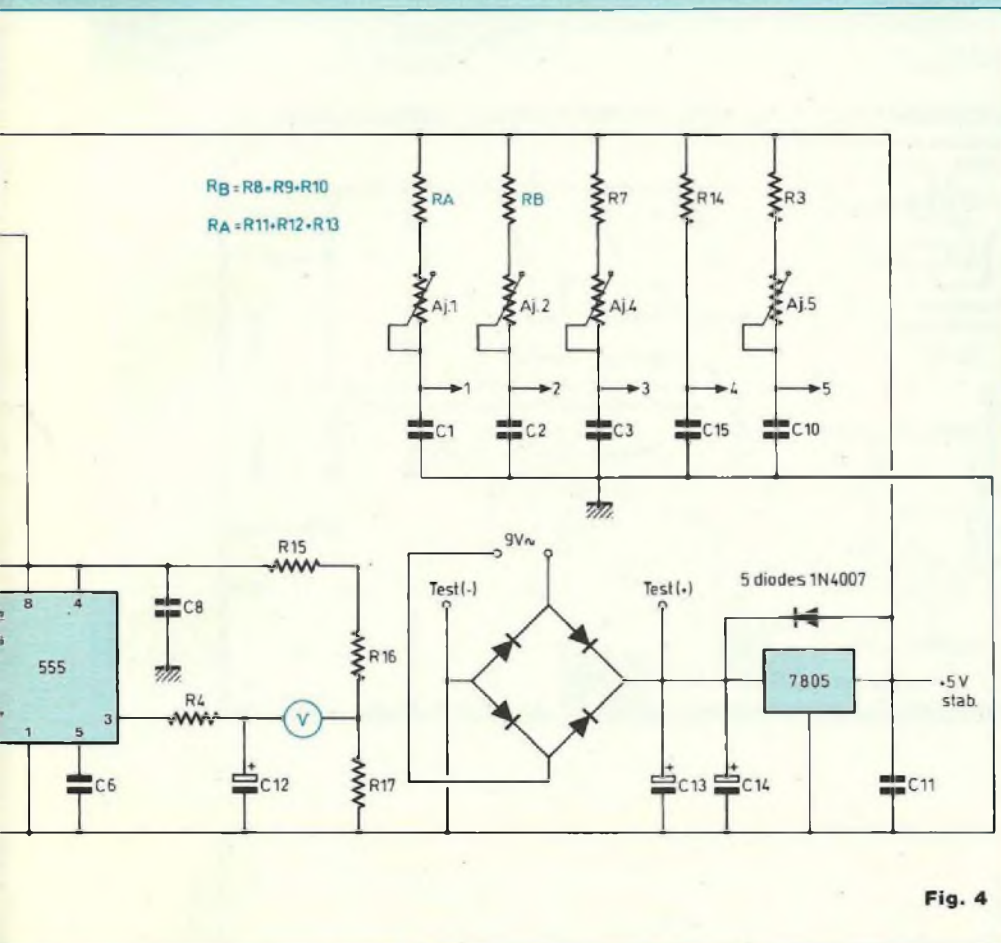 RB=R8+R9+R10
RA=R11+R12+R13
RA
RB
R7
R14
R3
Aj.1
Aj.2
Aj.4
Aj.5
1
2
3
4
5
C1
C2
C3
C15
C10
R15
9V~
Test(-)
Test(+)
5 diodes 1N4007
8
4
C8
555
R16
7805
+5 V
stab.
R4
V
3
1
5
C6
C12
R17
C13
C14
C11
+
+
+
Fig. 4